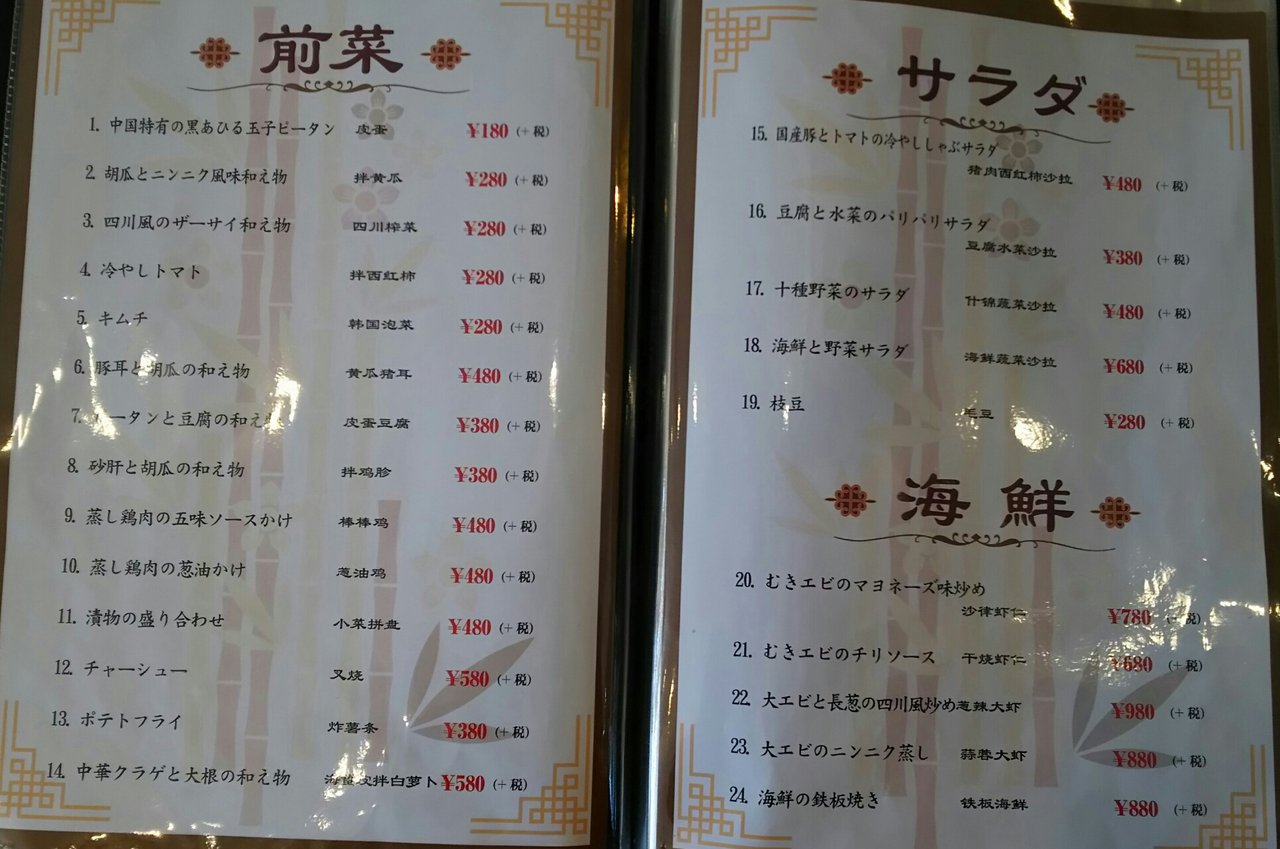 前菜
1. 中国特有の黒あひる玉子ピータン 皮蛋 ¥180 (+税)
2. 胡瓜とニンニク風味和え物 拌黄瓜 ¥280 (+税)
3. 四川風のザーサイ和え物 四川榨菜 ¥280 (+税)
4. 冷やしトマト 拌西紅柿 ¥280 (+税)
5. キムチ 韩国泡菜 ¥280 (+税)
6. 豚耳と胡瓜の和え物 黄瓜猪耳 ¥480 (+税)
7. ータンと豆腐の和え 皮蛋豆腐 ¥380 (+税)
8. 砂肝と胡瓜の和え物 拌鸡胗 ¥380 (+税)
9. 蒸し鶏肉の五味ソースかけ 棒棒鸡 ¥480 (+税)
10. 蒸し鶏肉の葱油かけ 葱油鸡 ¥480 (+税)
11. 漬物の盛り合わせ 小菜拼盘 ¥480 (+税)
12. チャーシュー 叉烧 ¥580 (+税)
13. ポテトフライ 炸薯条 ¥380 (+税)
14. 中華クラゲと大根の和え物 海 拌白萝卜 ¥580 (+税)
サラダ
15. 国産豚とトマトの冷やししゃぶサラダ
猪肉西红柿沙拉 ¥480 (+税)
16. 豆腐と水菜のパリパリサラダ
豆腐水菜沙拉 ¥380 (+税)
17. 十種野菜のサラダ 什锦蔬菜沙拉 ¥480 (+税)
18. 海鮮と野菜サラダ 海鲜蔬菜沙拉 ¥680 (+税)
19. 枝豆 毛豆 ¥280 (+税)
海鮮
20. むきエビのマヨネーズ味炒め
沙律虾仁 ¥780 (+税)
21. むきエビのチリソース 干烧虾仁 ¥680 (+税)
22. 大エビと長葱の四川風炒め 葱辣大虾 ¥980 (+税)
23. 大エビのニンニク蒸し 蒜蓉大虾 ¥880 (+税)
24. 海鮮の鉄板焼き 铁板海鲜 ¥880 (+税)